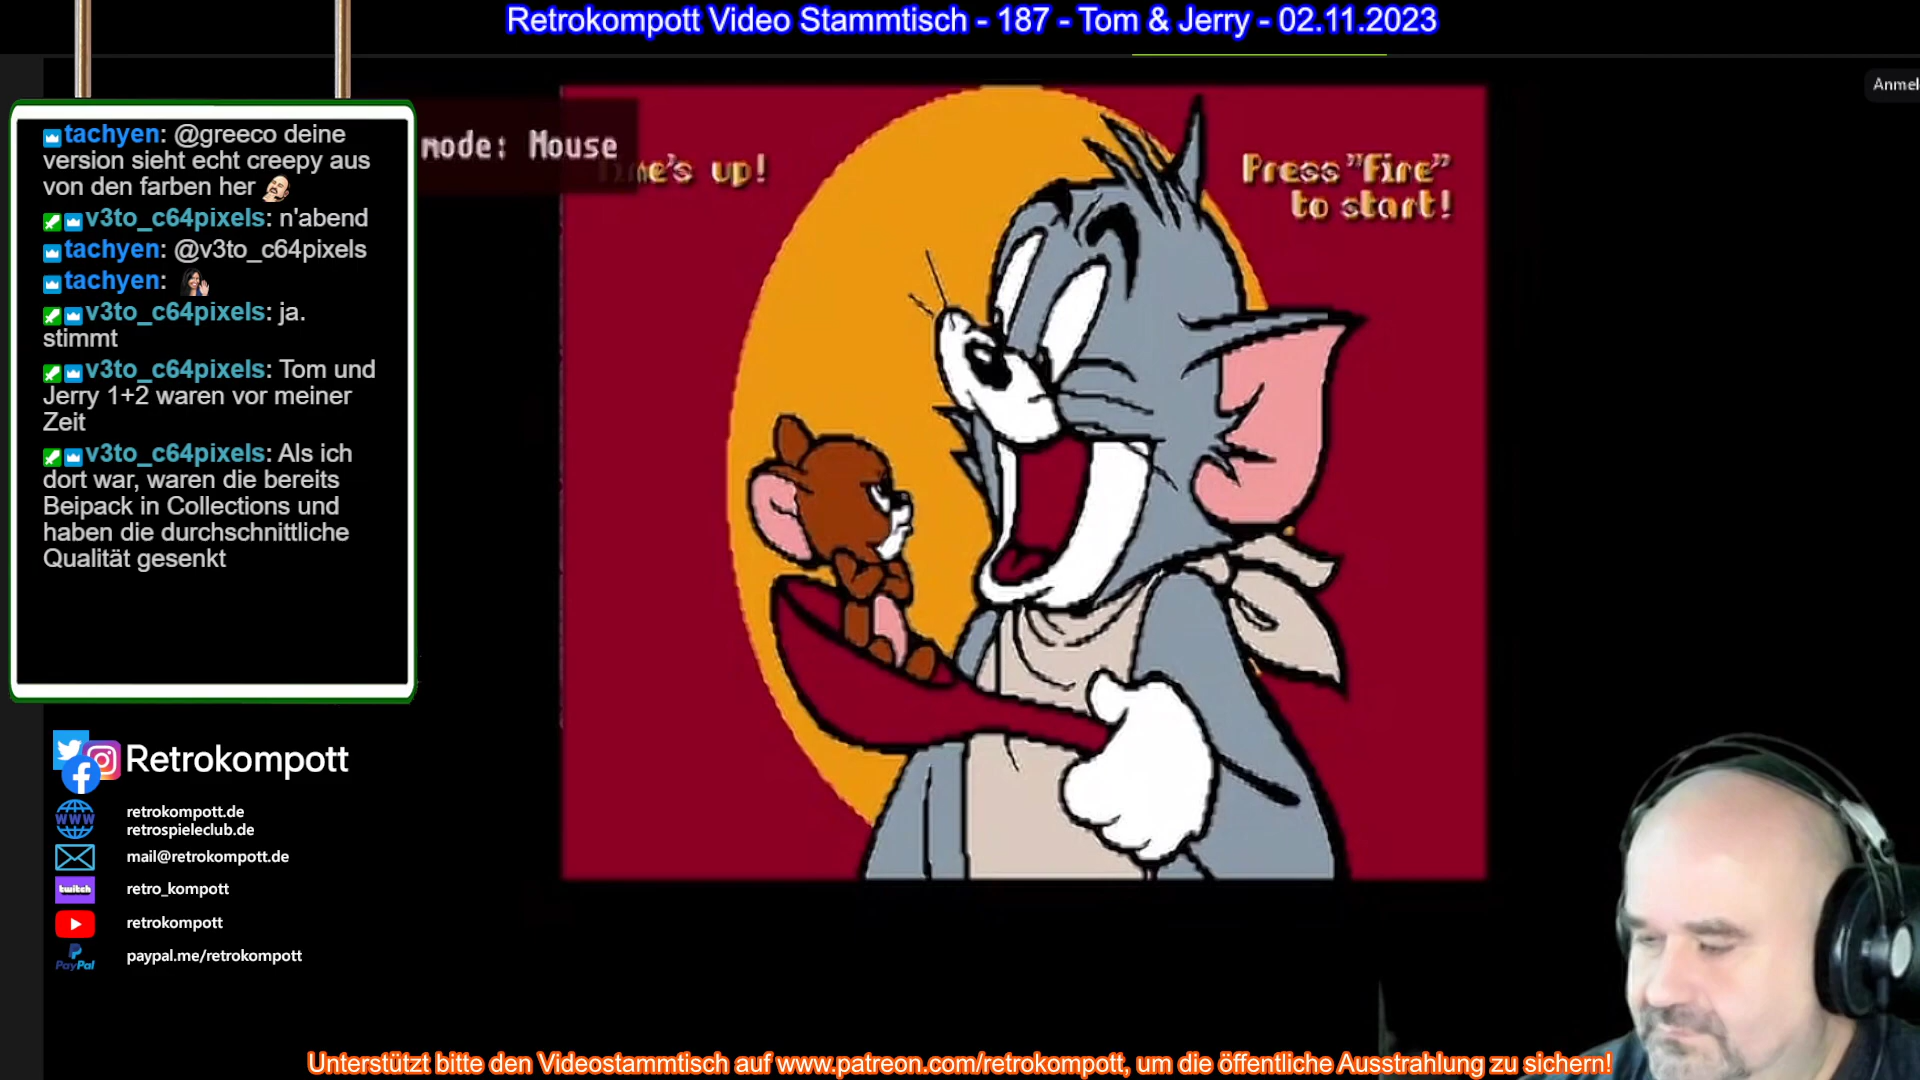 Retrokompott Video Stammtisch - 187 - Tom & Jerry - 02.11.2023
Anmel
tachyen: @greeco deine
version sieht echt creepy aus
von den farben her
v3to_c64pixels: n'abend
tachyen: @v3to_c64pixels
tachyen:
v3to_c64pixels: ja.
stimmt
v3to_c64pixels: Tom und
Jerry 1+2 waren vor meiner
Zeit
v3to_c64pixels: Als ich
dort war, waren die bereits
Beipack in Collections und
haben die durchschnittliche
Qualität gesenkt
mode: Mouse
Time's up!
Press "Fire"
to start!
Retrokompott
www
retrokompott.de
retrospieleclub.de
mail@retrokompott.de
twitch
retro_kompott
retrokompott
PayPal
paypal.me/retrokompott
Unterstützt bitte den Videostammtisch auf www.patreon.com/retrokompott, um die öffentliche Ausstrahlung zu sichern!